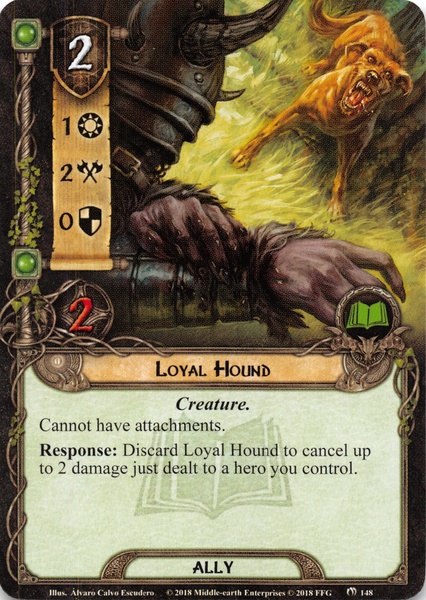 2
1
2
0
2
LOYAL HOUND
Creature.
Cannot have attachments.
Response: Discard Loyal Hound to cancel up
to 2 damage just dealt to a hero you control.
ALLY
Illus. Álvaro Calvo Escudero © 2018 Middle-earth Enterprises © 2018 FFG 148